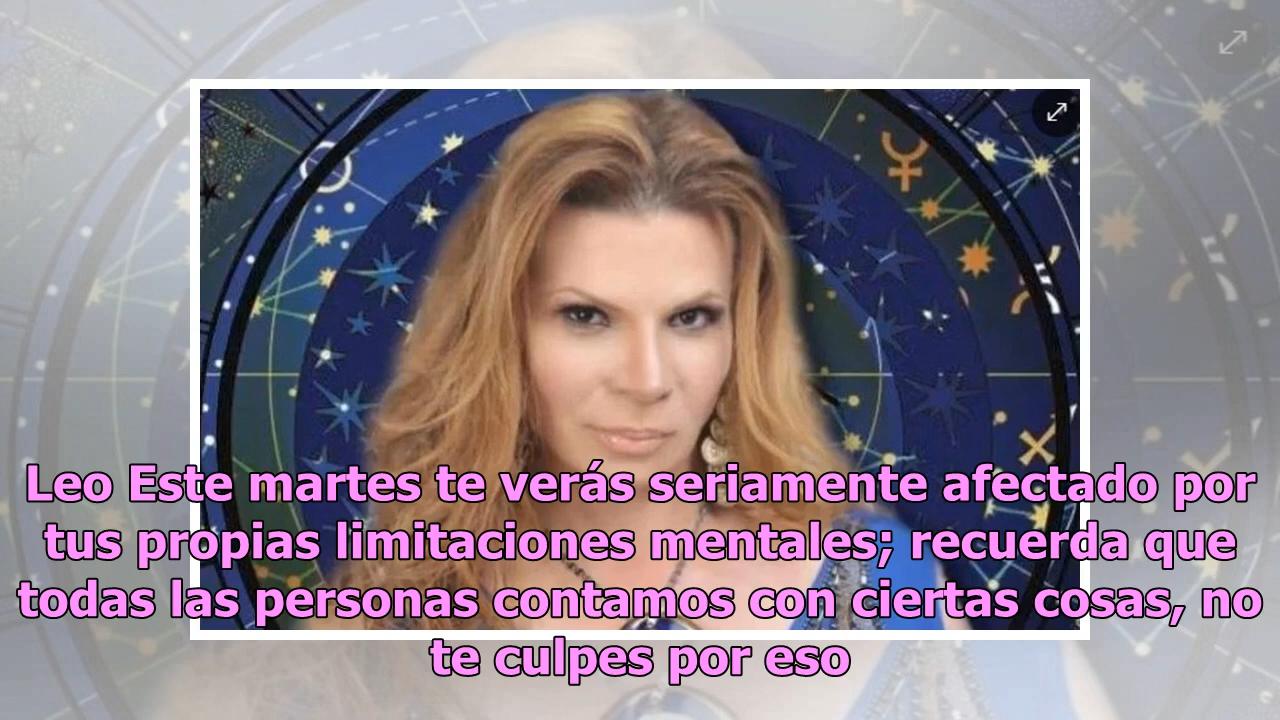 Leo Este martes te verás seriamente afectado por
tus propias limitaciones mentales; recuerda que
todas las personas contamos con ciertas cosas, no
te culpes por eso